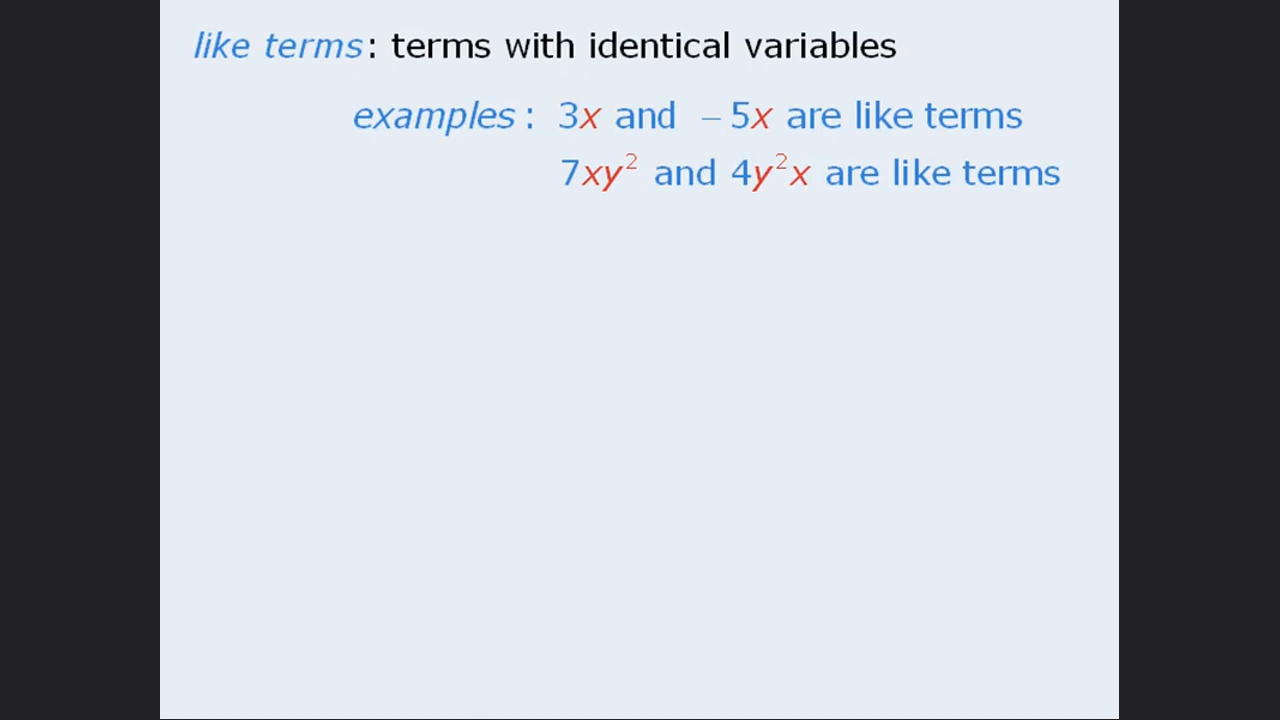 like terms: terms with identical variables
examples: 3x and – 5x are like terms
7xy² and 4y²x are like terms